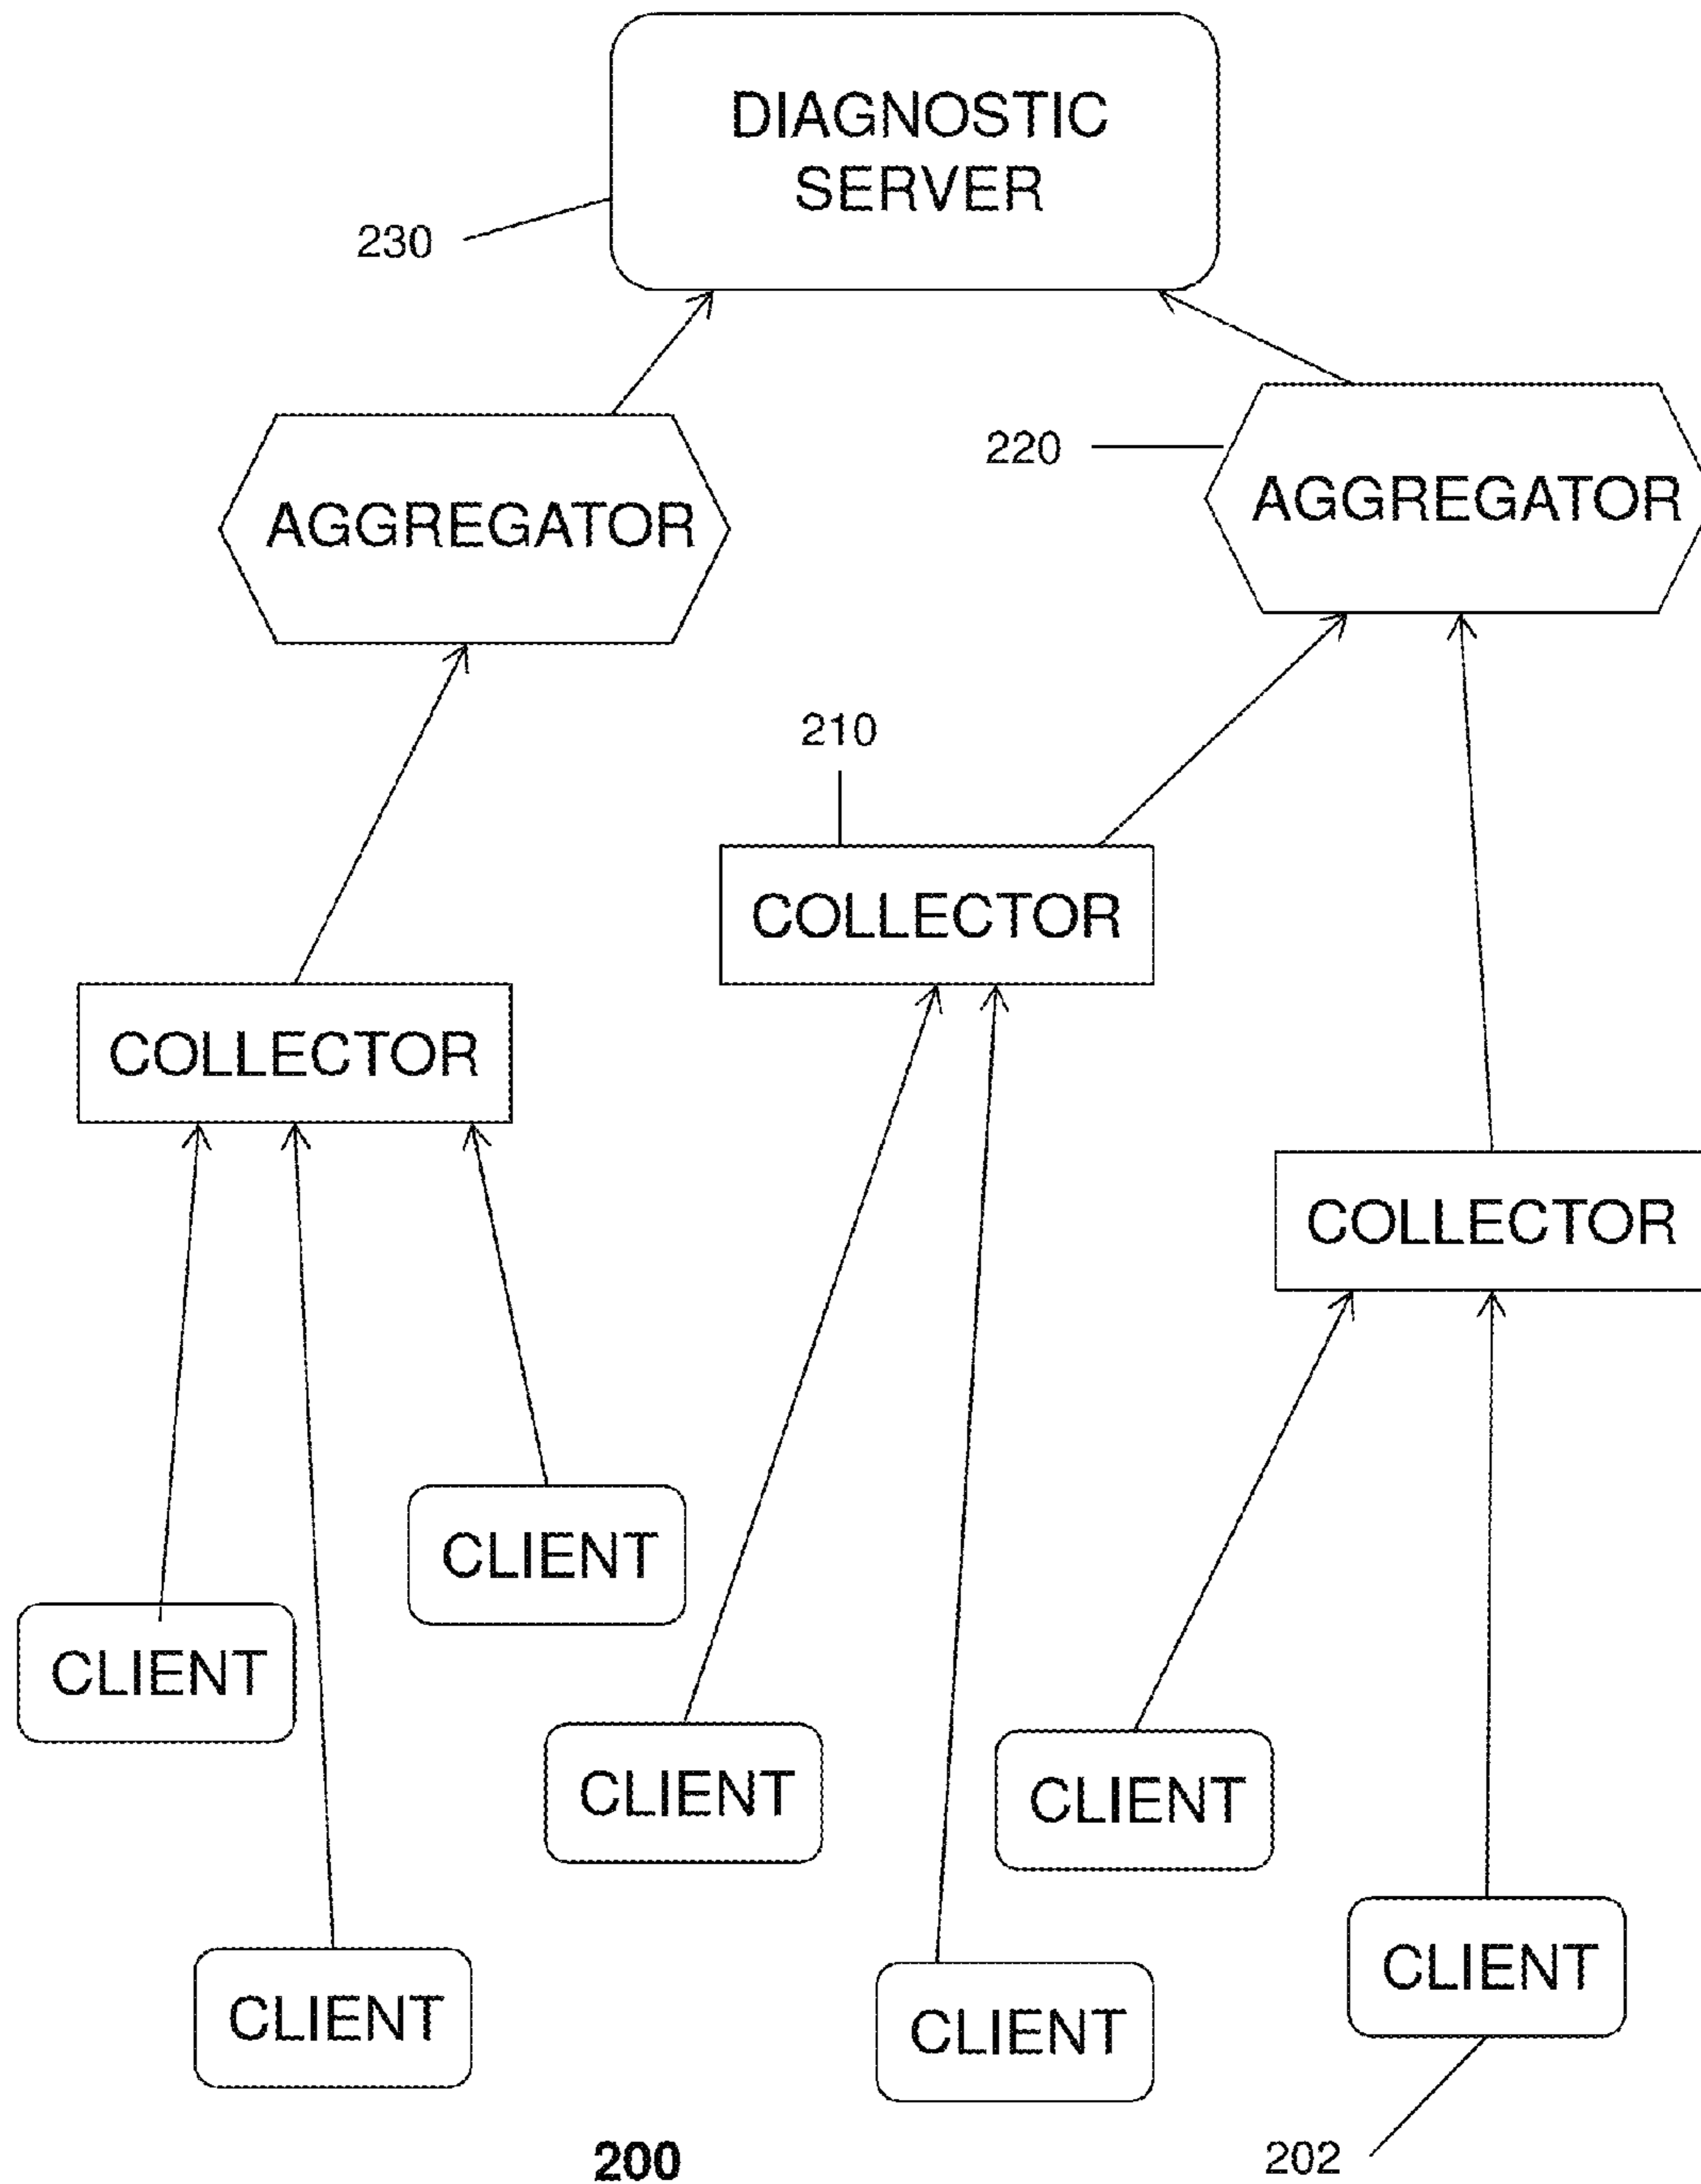 DIAGNOSTIC
SERVER
230
220
AGGREGATOR
AGGREGATOR
210
COLLECTOR
COLLECTOR
COLLECTOR
CLIENT
CLIENT
CLIENT
CLIENT
CLIENT
CLIENT
CLIENT
200
202